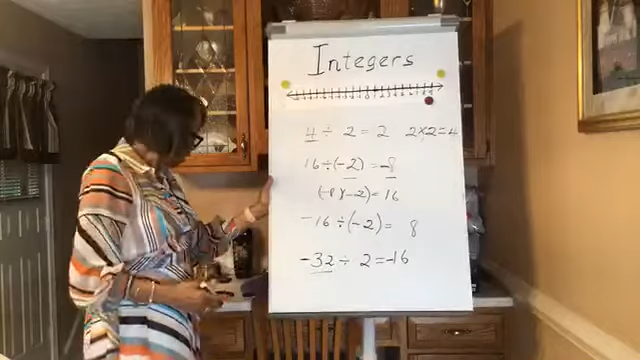 Integers
4 ÷ 2 = 2 2×2=4
16÷(-2) = -8
(-8)(-2)= 16
-16 ÷(-2)= 8
-32 ÷ 2 =-16